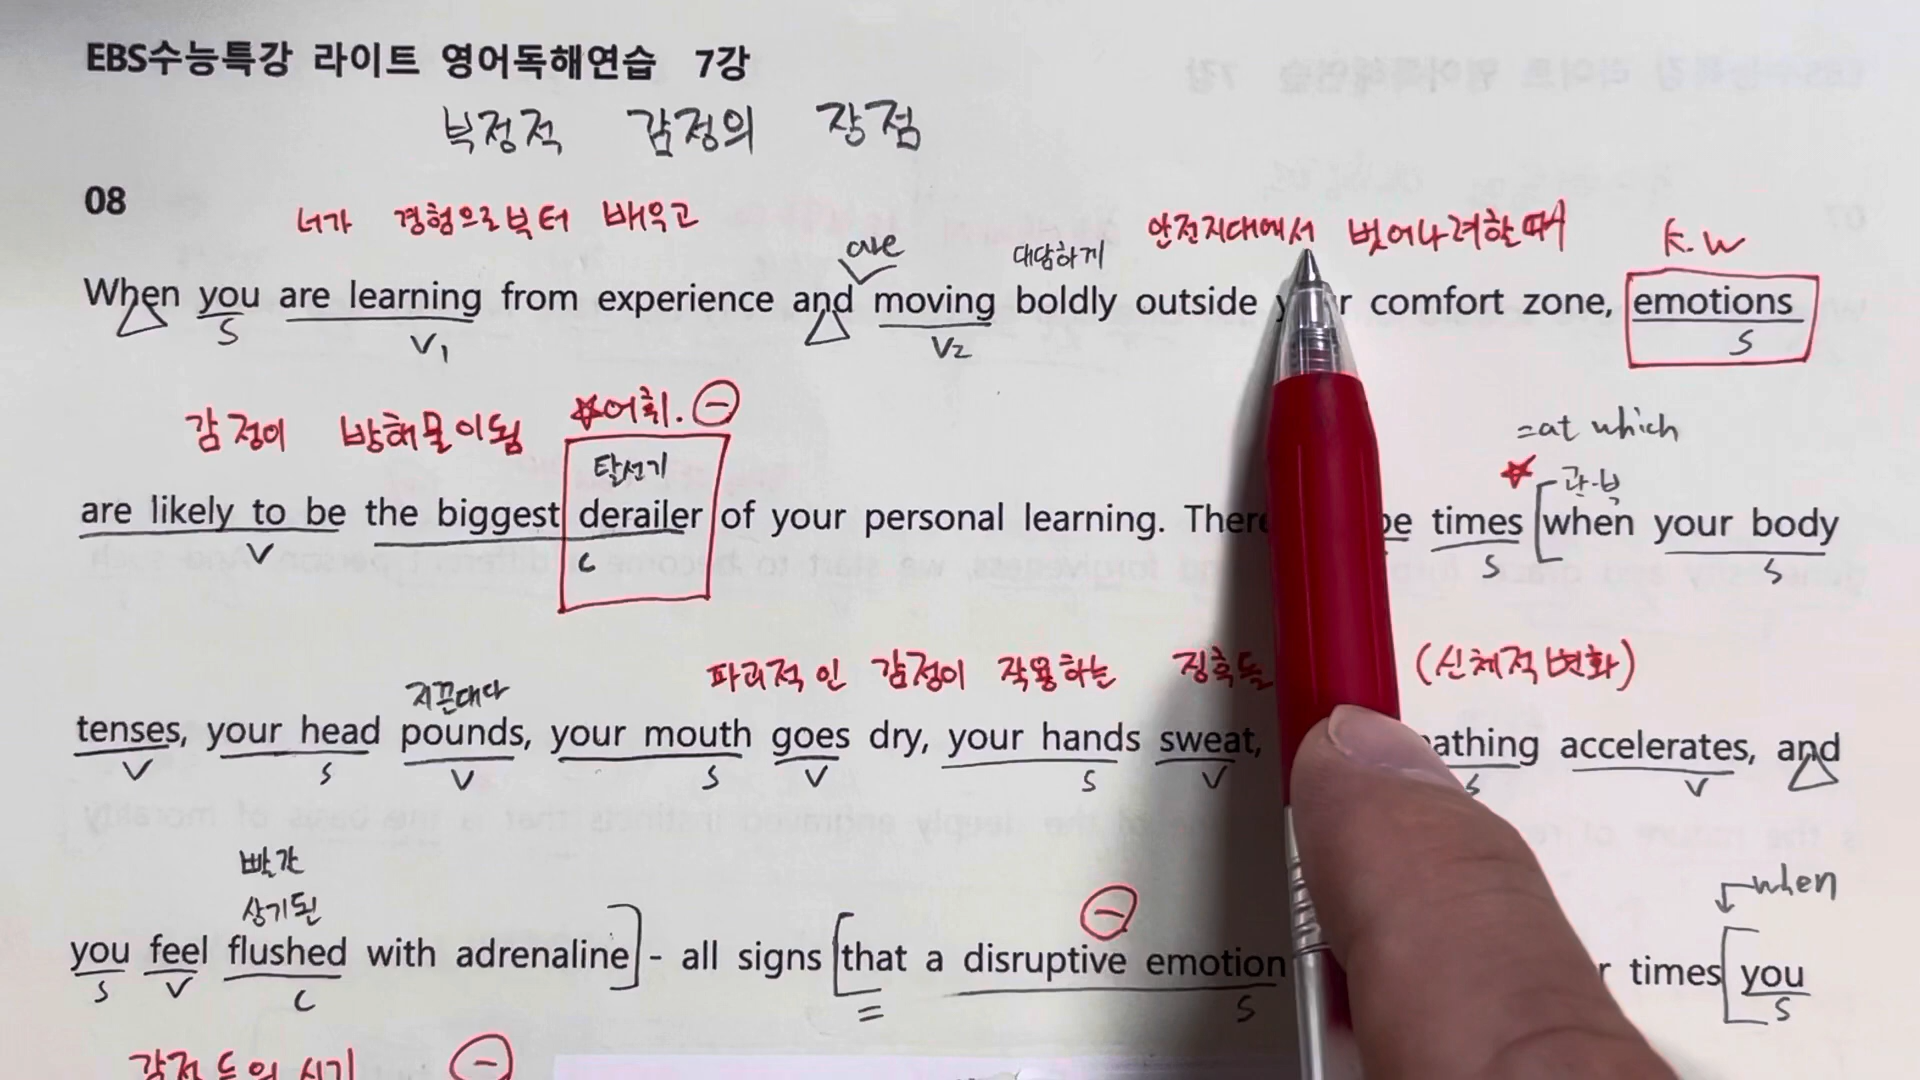 EBS수능특강 라이트 영어독해연습 7강
부정적 감정의 장점
08
너가 경험으로부터 배우고
are
대담하게
안전지대에서 벗어나려할때
K.W
When you are learning from experience and moving boldly outside comfort zone, emotions
S V1 V2 S
감정이 방해물이됨
☆어휘. ⊖
탈선기
=at which
☆ 관·부
are likely to be the biggest derailer of your personal learning. There be times [when your body
V C S S
지끈대다
파괴적인 감정이 작용하는 징혹들 (신체적변화)
tenses, your head pounds, your mouth goes dry, your hands sweat, accelerates, and
V S V S V S V S V
빨간
상기된
⊖
when
you feel flushed with adrenaline] - all signs [that a disruptive emotion times [you
S V C = S S
감정들의 시기 ⊖